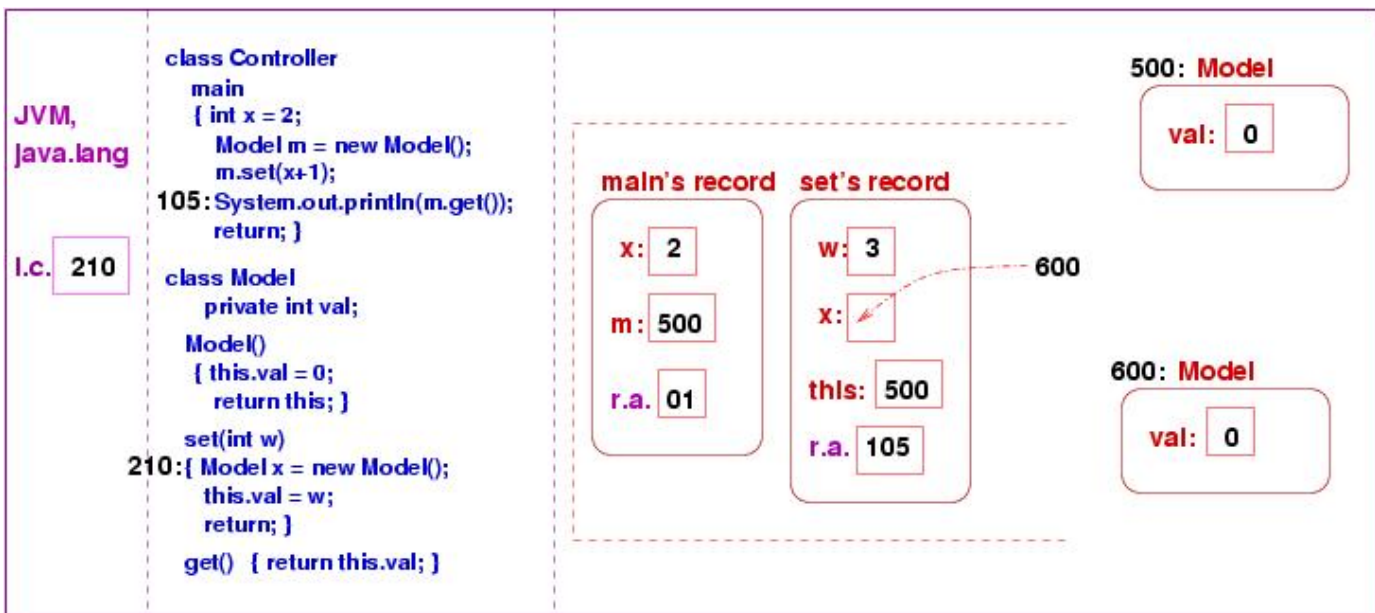 JVM,
java.lang
i.c. 210
class Controller
main
{ int x = 2;
Model m = new Model();
m.set(x+1);
105: System.out.println(m.get());
return; }
class Model
private int val;
Model()
{ this.val = 0;
return this; }
set(int w)
210: { Model x = new Model();
this.val = w;
return; }
get() { return this.val; }
main's record
x: 2
m: 500
r.a. 01
set's record
w: 3
x:
this: 500
r.a. 105
600
500: Model
val: 0
600: Model
val: 0